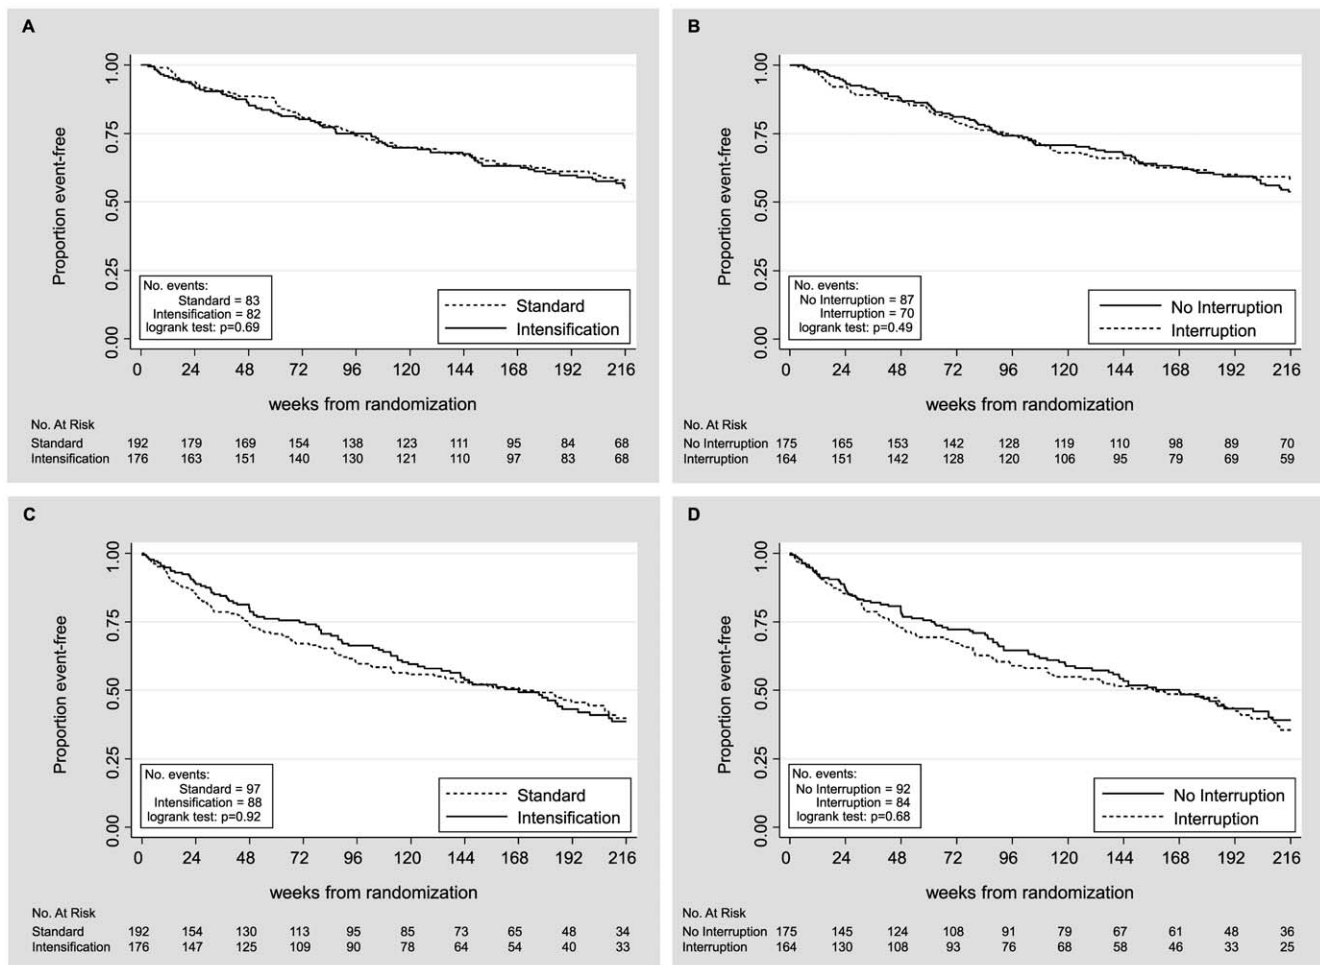 A
Proportion event-free
1.00
0.75
0.50
0.25
0.00
No. events:
Standard = 83
Intensification = 82
logrank test: p=0.69
Standard
Intensification
0 24 48 72 96 120 144 168 192 216
weeks from randomization
No. At Risk
Standard 192 179 169 154 138 123 111 95 84 68
Intensification 176 163 151 140 130 121 110 97 83 68
B
Proportion event-free
1.00
0.75
0.50
0.25
0.00
No. events:
No Interruption = 87
Interruption = 70
logrank test: p=0.49
No Interruption
Interruption
0 24 48 72 96 120 144 168 192 216
weeks from randomization
No. At Risk
No Interruption 175 165 153 142 128 119 110 98 89 70
Interruption 164 151 142 128 120 106 95 79 69 59
C
Proportion event-free
1.00
0.75
0.50
0.25
0.00
No. events:
Standard = 97
Intensification = 88
logrank test: p=0.92
Standard
Intensification
0 24 48 72 96 120 144 168 192 216
weeks from randomization
No. At Risk
Standard 192 154 130 113 95 85 73 65 48 34
Intensification 176 147 125 109 90 78 64 54 40 33
D
Proportion event-free
1.00
0.75
0.50
0.25
0.00
No. events:
No Interruption = 92
Interruption = 84
logrank test: p=0.68
No Interruption
Interruption
0 24 48 72 96 120 144 168 192 216
weeks from randomization
No. At Risk
No Interruption 175 145 124 108 91 79 67 61 48 36
Interruption 164 130 108 93 76 68 58 46 33 25